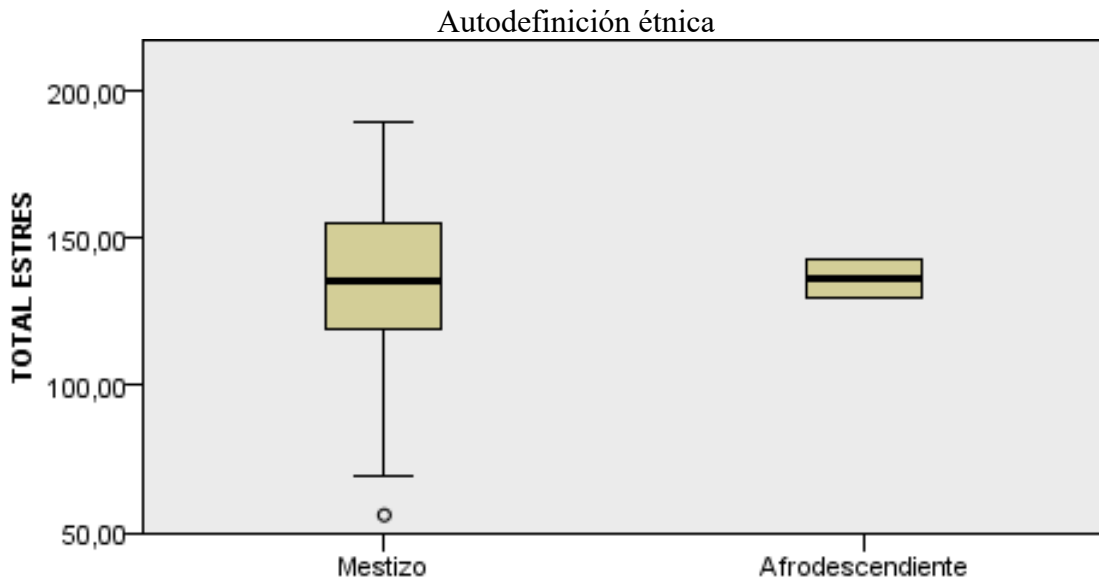 Autodefinición étnica
TOTAL ESTRES
200,00
150,00
100,00
50,00
Mestizo
Afrodescendiente